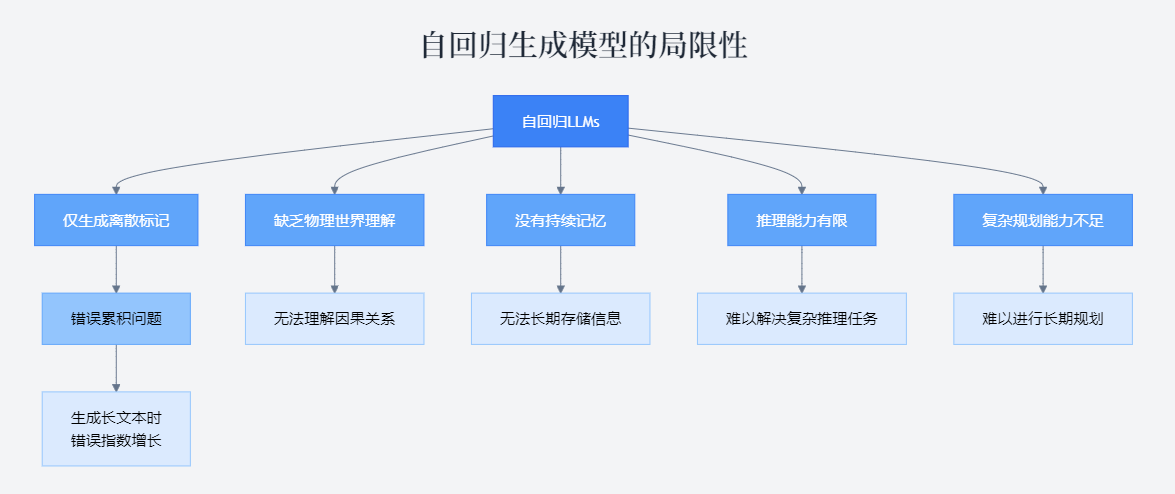 自回归生成模型的局限性
自回归LLMs
仅生成离散标记
缺乏物理世界理解
没有持续记忆
推理能力有限
复杂规划能力不足
错误累积问题
无法理解因果关系
无法长期存储信息
难以解决复杂推理任务
难以进行长期规划
生成长文本时
错误指数增长